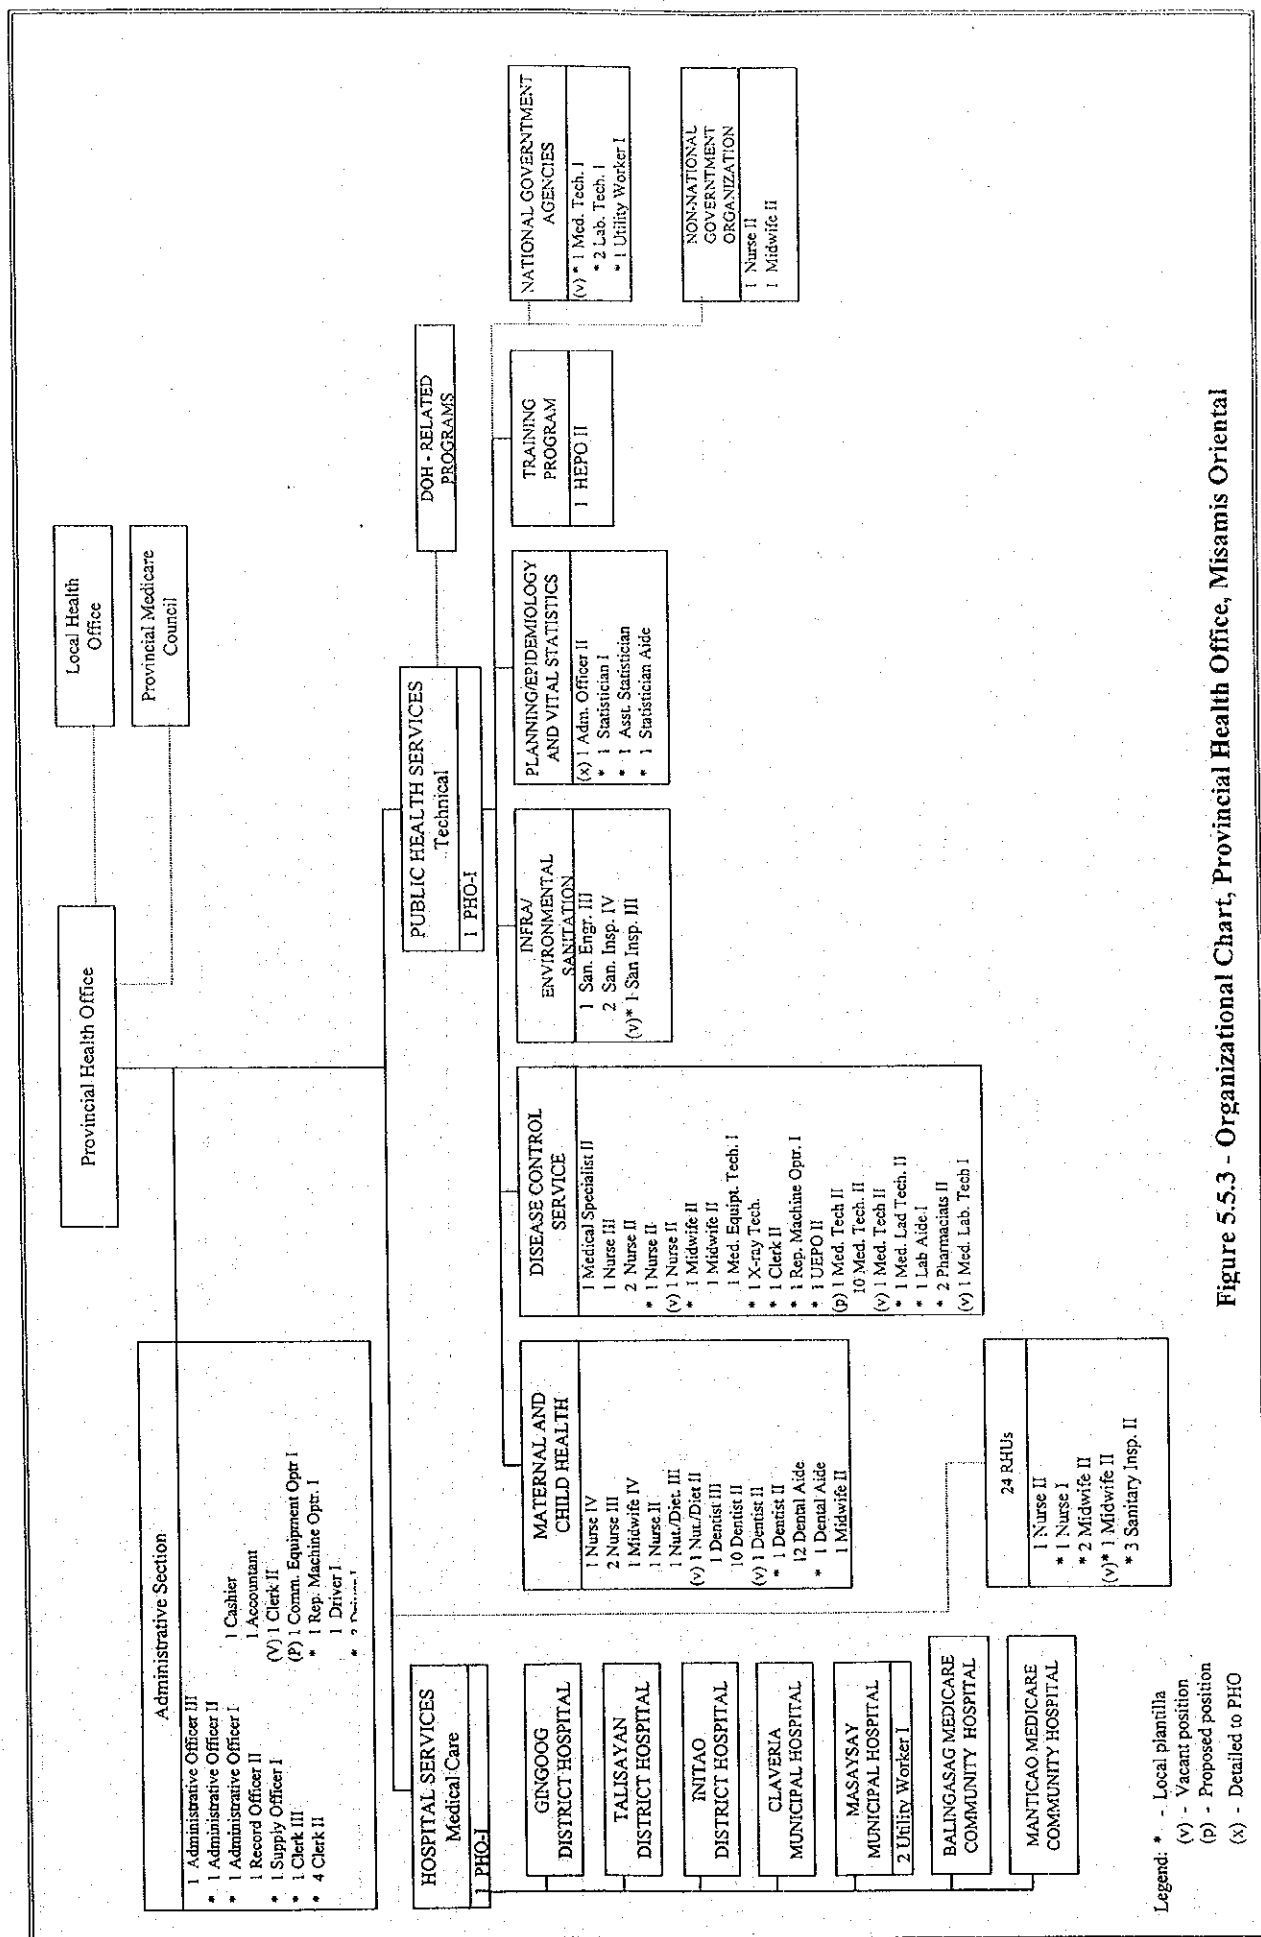 Provincial Health Office
Local Health
Office
Provincial Medicare
Council
Administrative Section
1 Administrative Officer III
* 1 Administrative Officer II
* 1 Administrative Officer I
1 Record Officer II
* 1 Supply Officer I
* 1 Clerk III
* 4 Clerk II
1 Cashier
1 Accountant
(V) 1 Clerk II
(P) 1 Comm. Equipment Optr I
* 1 Rep. Machine Optr. I
1 Driver I
* 2 Driver I
HOSPITAL SERVICES
Medical Care
1 PHO-I
GINGOOG
DISTRICT HOSPITAL
TALISAYAN
DISTRICT HOSPITAL
INITAO
DISTRICT HOSPITAL
CLAVERIA
MUNICIPAL HOSPITAL
MASAYSAY
MUNICIPAL HOSPITAL
2 Utility Worker I
BALINGASAG MEDICARE
COMMUNITY HOSPITAL
MANTICAO MEDICARE
COMMUNITY HOSPITAL
PUBLIC HEALTH SERVICES
Technical
1 PHO-I
DOH - RELATED
PROGRAMS
MATERNAL AND
CHILD HEALTH
1 Nurse IV
2 Nurse III
1 Midwife IV
1 Nurse II
1 Nut./Diet. III
(v) 1 Nut./Diet II
1 Dentist III
10 Dentist II
(v) 1 Dentist II
* 1 Dentist II
12 Dental Aide
* 1 Dental Aide
1 Midwife II
DISEASE CONTROL
SERVICE
1 Medical Specialist II
1 Nurse III
2 Nurse II
* 1 Nurse II
(v) 1 Nurse II
* 1 Midwife II
1 Midwife II
1 Med. Equipt. Tech. I
* 1 X-ray Tech.
* 1 Clerk II
* 1 Rep. Machine Optr. I
* 1 UEPO II
(p) 1 Med. Tech II
10 Med. Tech. II
(v) 1 Med. Tech II
* 1 Med. Lad Tech. II
* 1 Lab Aide I
* 2 Pharmaciats II
(v) 1 Med. Lab. Tech I
INFRA/
ENVIRONMENTAL
SANITATION
1 San. Engr. III
2 San. Insp. IV
(v)* 1 San Insp. III
PLANNING/EPIDEMIOLOGY
AND VITAL STATISTICS
(x) 1 Adm. Officer II
* 1 Statistician I
* 1 Asst. Statistician
* 1 Statistician Aide
TRAINING
PROGRAM
1 HEPO II
NATIONAL GOVERNTMENT
AGENCIES
(v) * 1 Med. Tech. I
* 2 Lab. Tech. I
* 1 Utility Worker I
NON-NATIONAL
GOVERNTMENT
ORGANIZATION
1 Nurse II
1 Midwife II
24 RHUs
1 Nurse II
* 1 Nurse I
* 2 Midwife II
(v)* 1 Midwife II
* 3 Sanitary Insp. II
Legend: * - Local plantilla
(v) - Vacant position
(p) - Proposed position
(x) - Detailed to PHO
Figure 5.5.3 - Organizational Chart, Provincial Health Office, Misamis Oriental